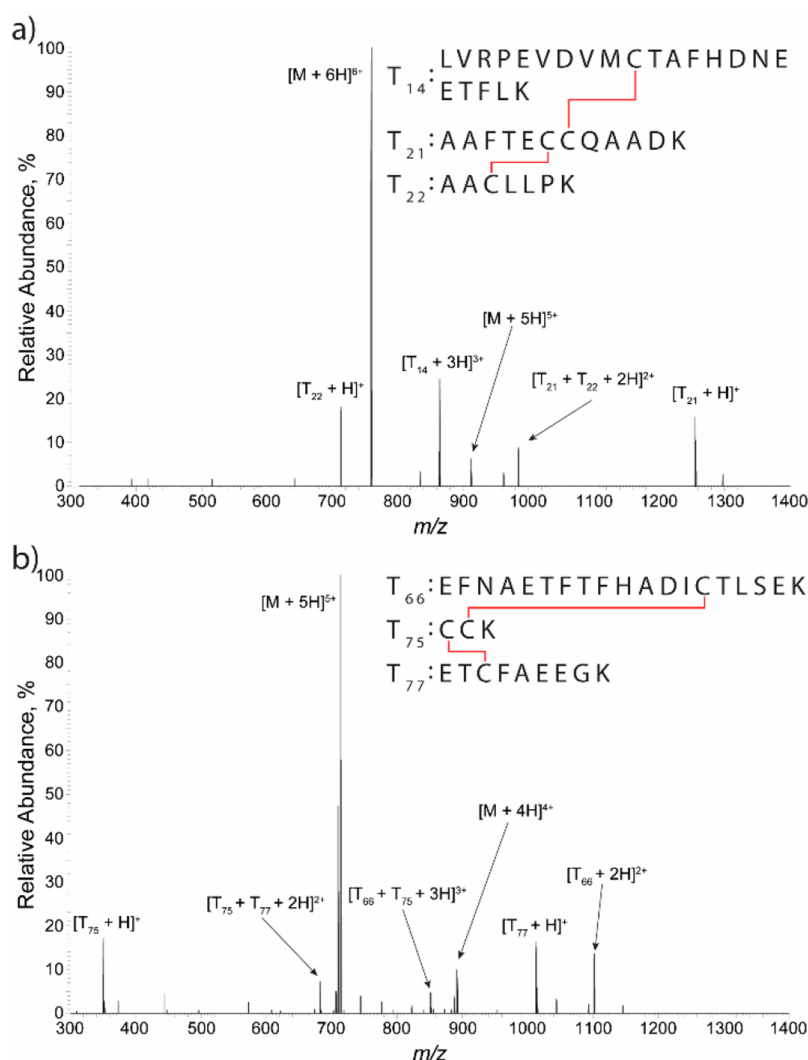 a)
100
90
80
70
60
50
40
30
20
10
0
Relative Abundance, %
[M + 6H]⁶⁺
T₁₄: LVRPEVDVMCTAFHDNE
ETFLK
T₂₁: AAFTECCQAADK
T₂₂: AACLLPK
[M + 5H]⁵⁺
[T₁₄ + 3H]³⁺
[T₂₁ + T₂₂ + 2H]²⁺
[T₂₂ + H]⁺
[T₂₁ + H]⁺
300 400 500 600 700 800 900 1000 1100 1200 1300 1400
m/z
b)
100
90
80
70
60
50
40
30
20
10
0
Relative Abundance, %
[M + 5H]⁵⁺
T₆₆: EFNAETFTFHADICTLSEK
T₇₅: CCK
T₇₇: ETCFAEEGK
[M + 4H]⁴⁺
[T₆₆ + 2H]²⁺
[T₇₅ + T₇₇ + 2H]²⁺
[T₆₆ + T₇₅ + 3H]³⁺
[T₇₅ + H]⁺
[T₇₇ + H]⁺
300 400 500 600 700 800 900 1000 1100 1200 1300 1400
m/z